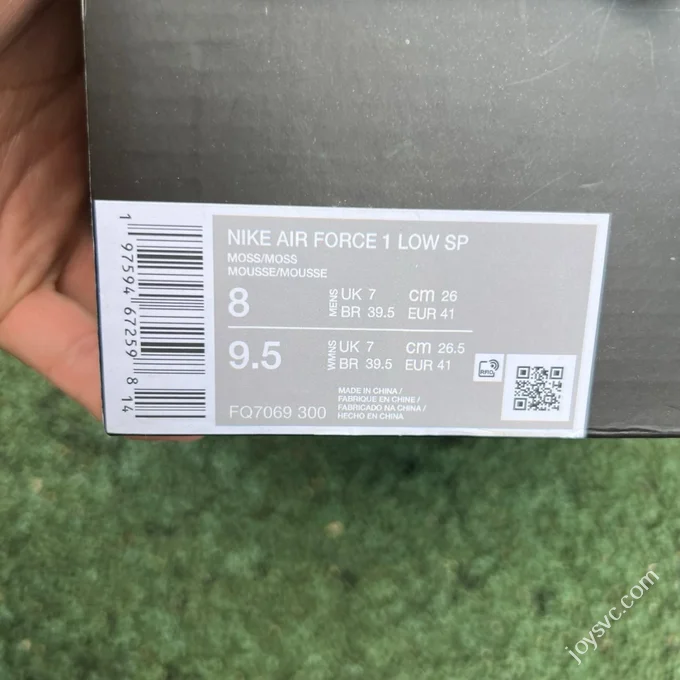 1 97594 67259 8 14
NIKE AIR FORCE 1 LOW SP
MOSS/MOSS
MOUSSE/MOUSSE
8 MENS UK 7 cm 26
BR 39.5 EUR 41
9.5 WMNS UK 7 cm 26.5
BR 39.5 EUR 41
RFID
FQ7069 300
MADE IN CHINA /
FABRIQUE EN CHINE /
FABRICADO NA CHINA /
HECHO EN CHINA
joysvc.com